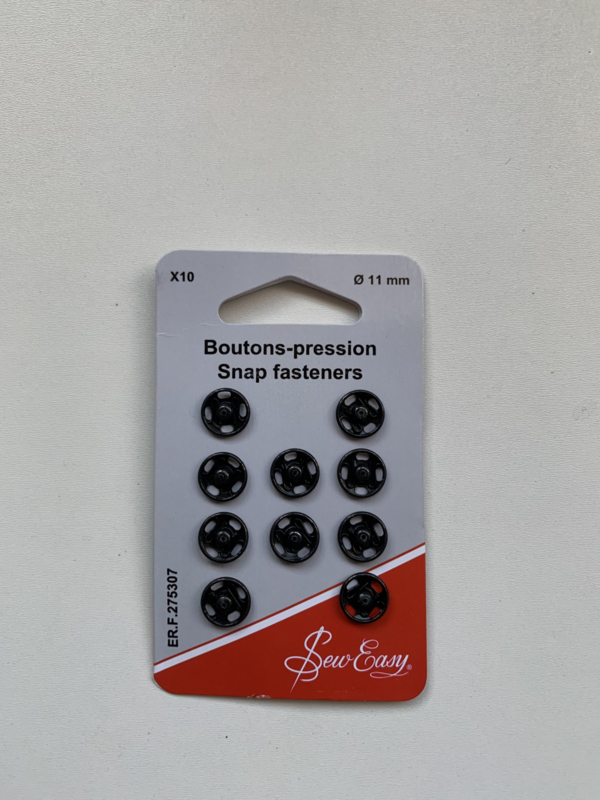 X10
Ø 11 mm
Boutons-pression
Snap fasteners
ER.F.275307
Sew Easy®